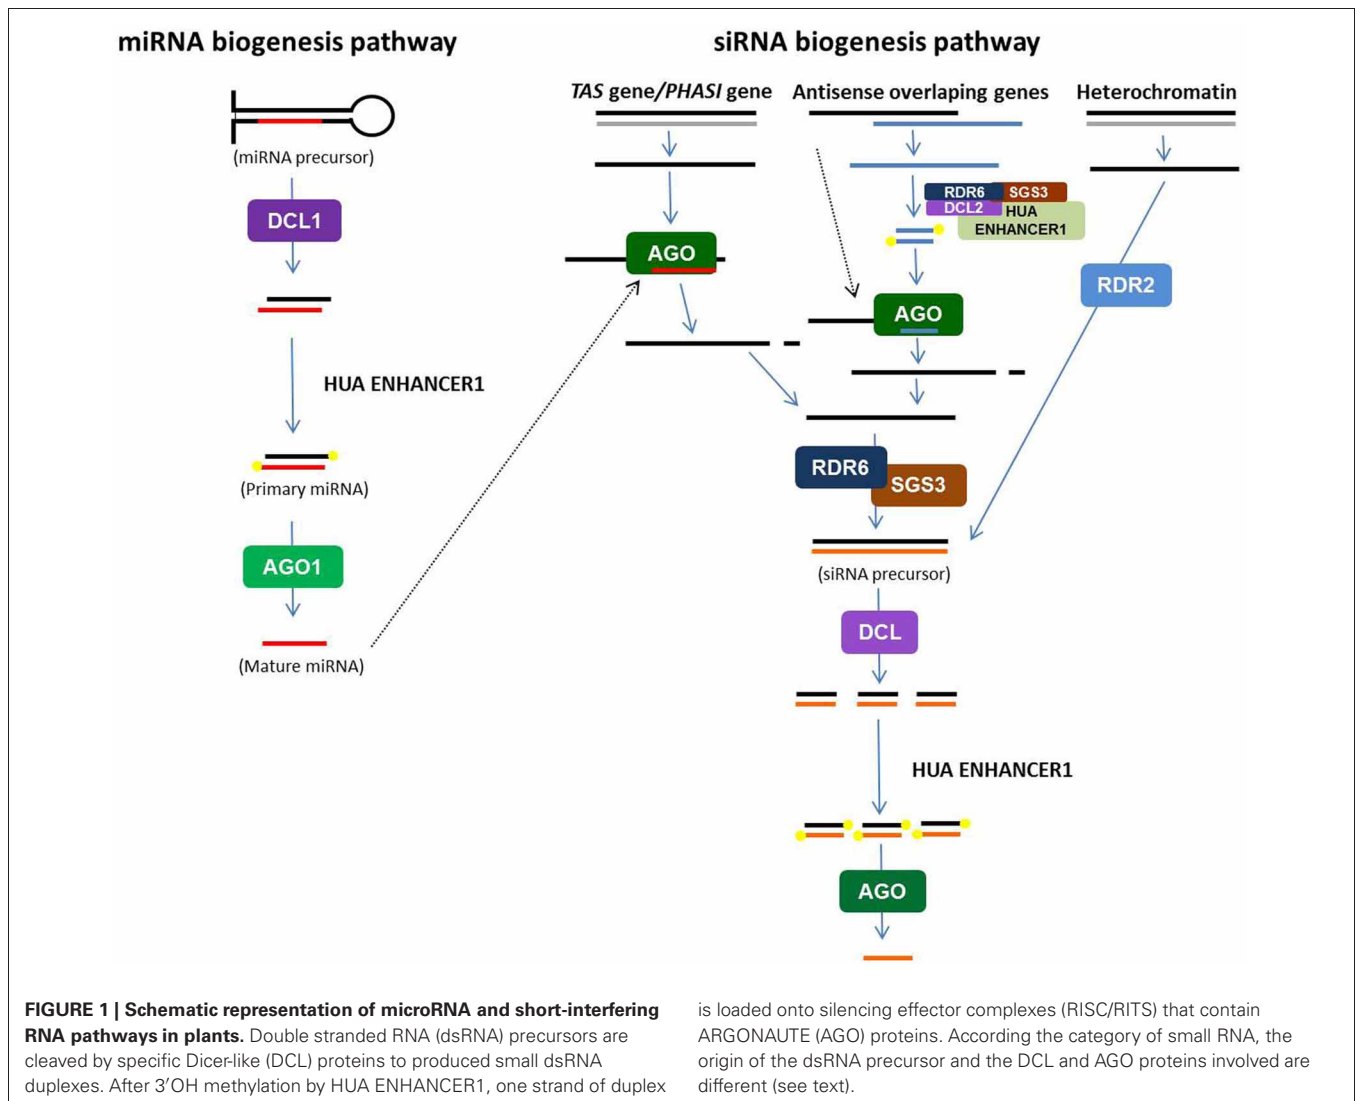 miRNA biogenesis pathway
(miRNA precursor)
DCL1
HUA ENHANCER1
(Primary miRNA)
AGO1
(Mature miRNA)
siRNA biogenesis pathway
TAS gene/PHASI gene
Antisense overlaping genes
Heterochromatin
RDR6
SGS3
DCL2
HUA
ENHANCER1
AGO
RDR2
AGO
RDR6
SGS3
(siRNA precursor)
DCL
HUA ENHANCER1
AGO
FIGURE 1 | Schematic representation of microRNA and short-interfering
RNA pathways in plants. Double stranded RNA (dsRNA) precursors are
cleaved by specific Dicer-like (DCL) proteins to produced small dsRNA
duplexes. After 3′OH methylation by HUA ENHANCER1, one strand of duplex
is loaded onto silencing effector complexes (RISC/RITS) that contain
ARGONAUTE (AGO) proteins. According the category of small RNA, the
origin of the dsRNA precursor and the DCL and AGO proteins involved are
different (see text).